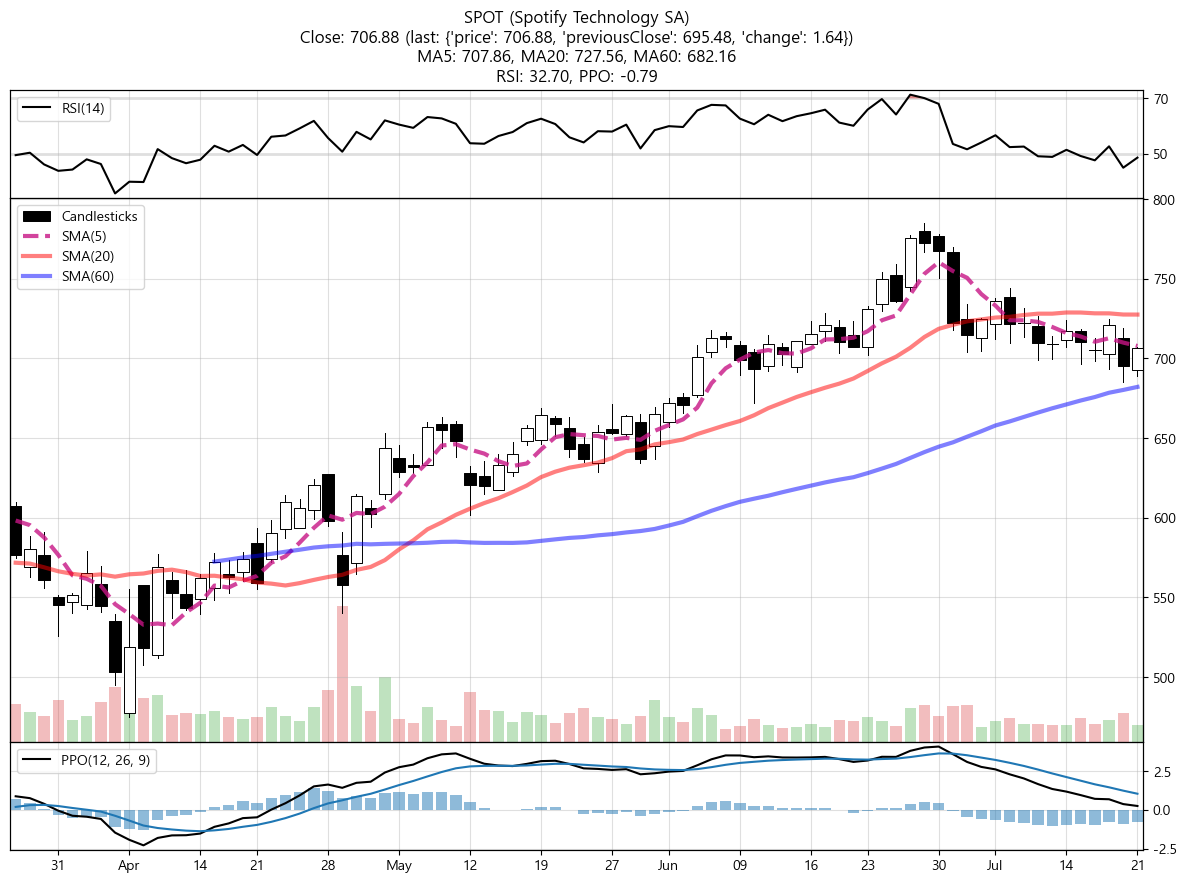 SPOT (Spotify Technology SA)
Close: 706.88 (last: {'price': 706.88, 'previousClose': 695.48, 'change': 1.64})
MA5: 707.86, MA20: 727.56, MA60: 682.16
RSI: 32.70, PPO: -0.79
RSI(14)
70
50
800
Candlesticks
SMA(5)
SMA(20)
SMA(60)
750
700
650
600
550
500
PPO(12, 26, 9)
2.5
0.0
-2.5
31 Apr 14 21 28 May 12 19 27 Jun 09 16 23 30 Jul 14 21